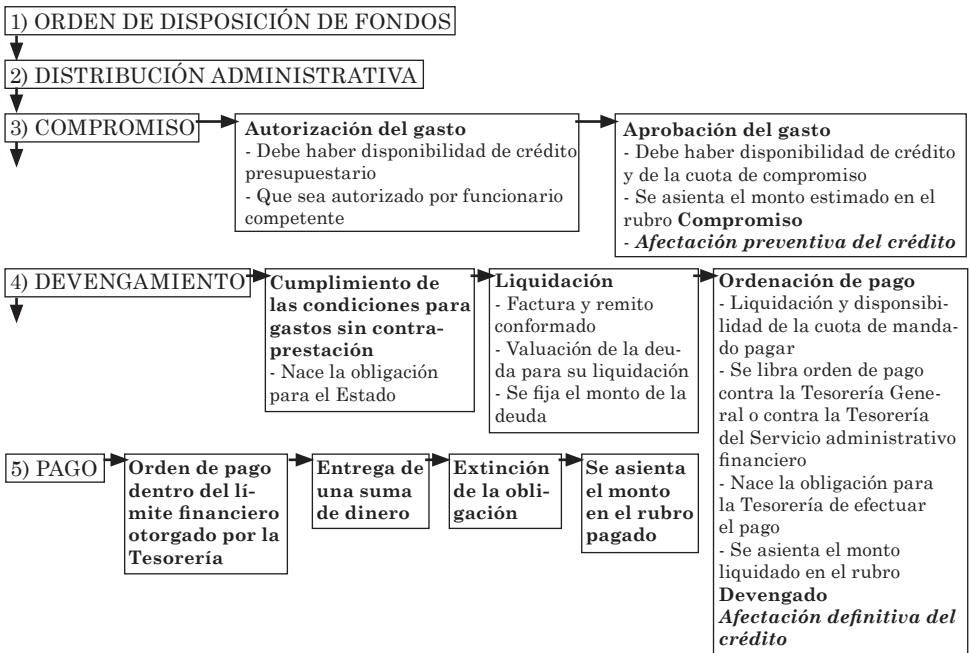 1) ORDEN DE DISPOSICIÓN DE FONDOS
2) DISTRIBUCIÓN ADMINISTRATIVA
3) COMPROMISO
Autorización del gasto
- Debe haber disponibilidad de crédito
presupuestario
- Que sea autorizado por funcionario
competente
Aprobación del gasto
- Debe haber disponibilidad de crédito
y de la cuota de compromiso
- Se asienta el monto estimado en el
rubro Compromiso
- Afectación preventiva del crédito
4) DEVENGAMIENTO
Cumplimiento de
las condiciones para
gastos sin contra-
prestación
- Nace la obligación
para el Estado
Liquidación
- Factura y remito
conformado
- Valuación de la deu-
da para su liquidación
- Se fija el monto de la
deuda
Ordenación de pago
- Liquidación y disponsibi-
lidad de la cuota de manda-
do pagar
- Se libra orden de pago
contra la Tesorería Gene-
ral o contra la Tesorería
del Servicio administrativo
financiero
- Nace la obligación para
la Tesorería de efectuar
el pago
- Se asienta el monto
liquidado en el rubro
Devengado
Afectación definitiva del
crédito
5) PAGO
Orden de pago
dentro del lí-
mite financiero
otorgado por la
Tesorería
Entrega de
una suma
de dinero
Extinción
de la obli-
gación
Se asienta
el monto
en el rubro
pagado